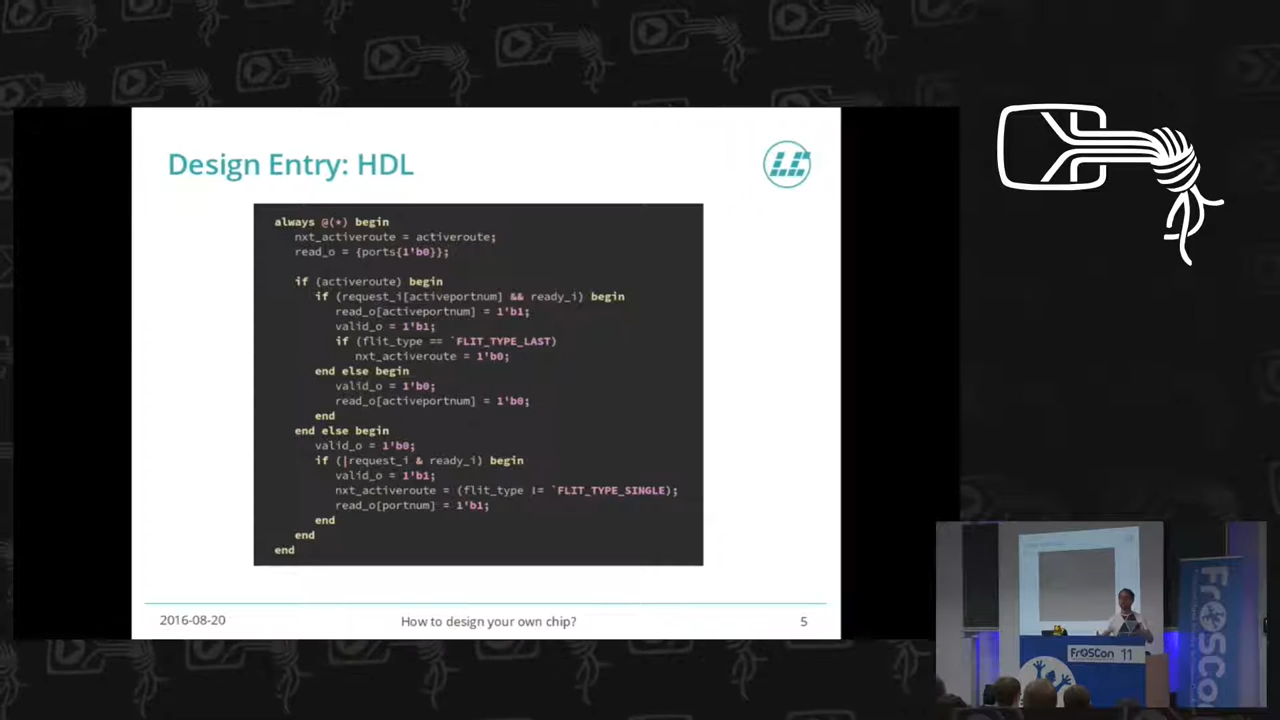 Design Entry: HDL
always @(*) begin
nxt_activeroute = activeroute;
read_o = {ports{1'b0}};
if (activeroute) begin
if (request_i[activeportnum] && ready_i) begin
read_o[activeportnum] = 1'b1;
valid_o = 1'b1;
if (flit_type == `FLIT_TYPE_LAST)
nxt_activeroute = 1'b0;
end else begin
valid_o = 1'b0;
read_o[activeportnum] = 1'b0;
end
end else begin
valid_o = 1'b0;
if (|request_i & ready_i) begin
valid_o = 1'b1;
nxt_activeroute = (flit_type != `FLIT_TYPE_SINGLE);
read_o[portnum] = 1'b1;
end
end
end
2016-08-20
How to design your own chip?
5
FrOSCon 11
FrOSCo